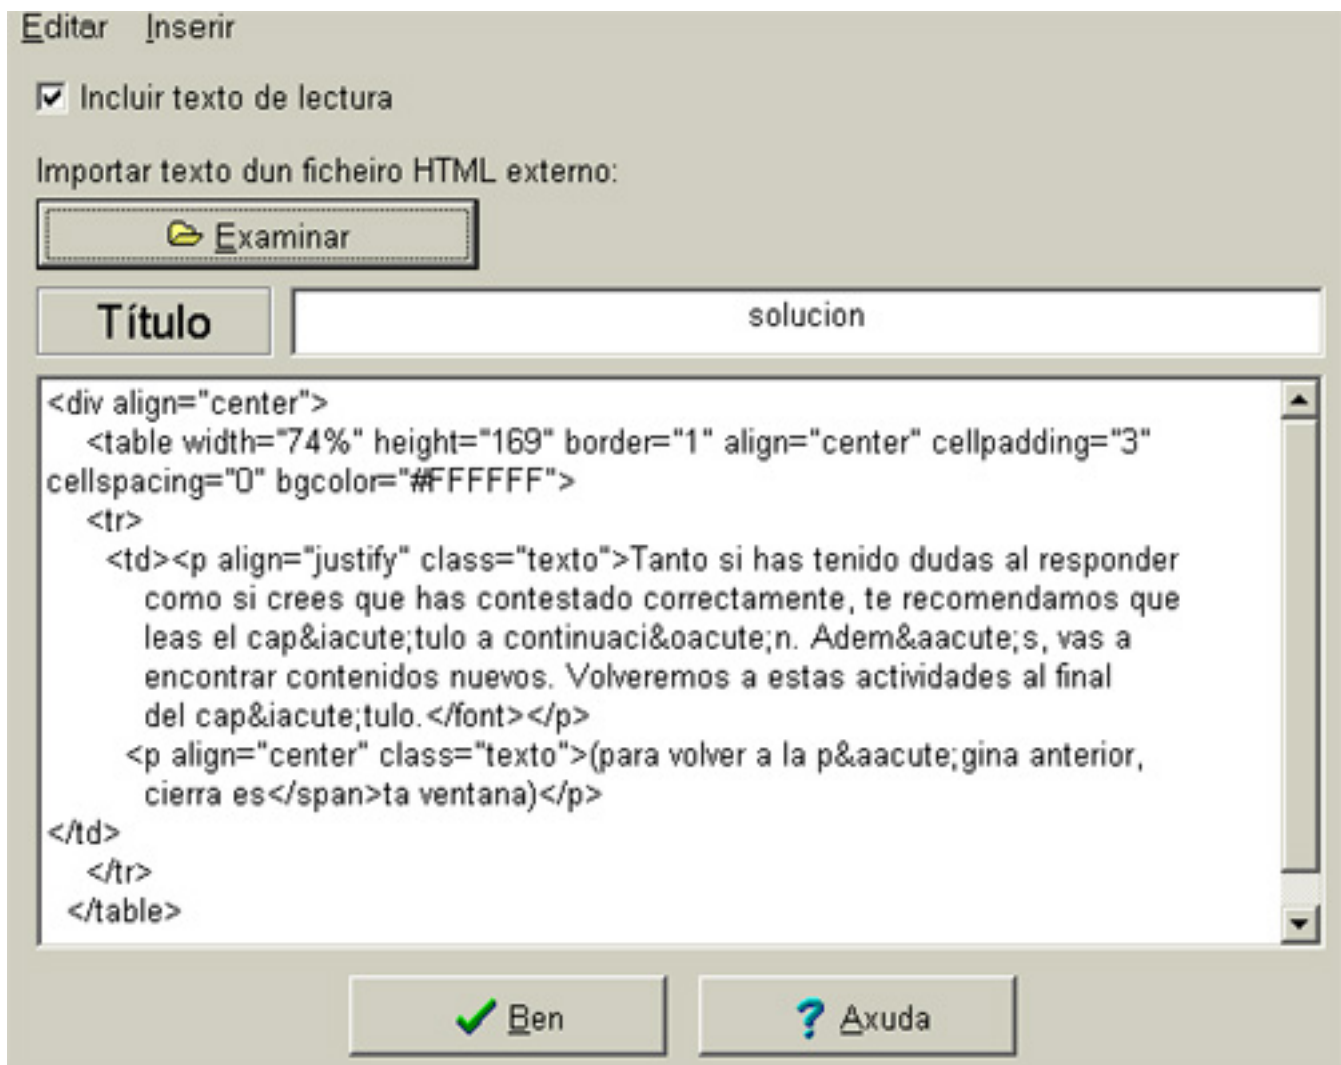 Editar Inserir
Incluir texto de lectura
Importar texto dun ficheiro HTML externo:
Examinar
Título
solucion
<div align="center">
<table width="74%" height="169" border="1" align="center" cellpadding="3"
cellspacing="0" bgcolor="#FFFFFF">
<tr>
<td><p align="justify" class="texto">Tanto si has tenido dudas al responder
como si crees que has contestado correctamente, te recomendamos que
leas el cap&iacute;tulo a continuaci&oacute;n. Adem&aacute;s, vas a
encontrar contenidos nuevos. Volveremos a estas actividades al final
del cap&iacute;tulo.</font></p>
<p align="center" class="texto">(para volver a la p&aacute;gina anterior,
cierra es</span>ta ventana)</p>
</td>
</tr>
</table>
Ben
Axuda